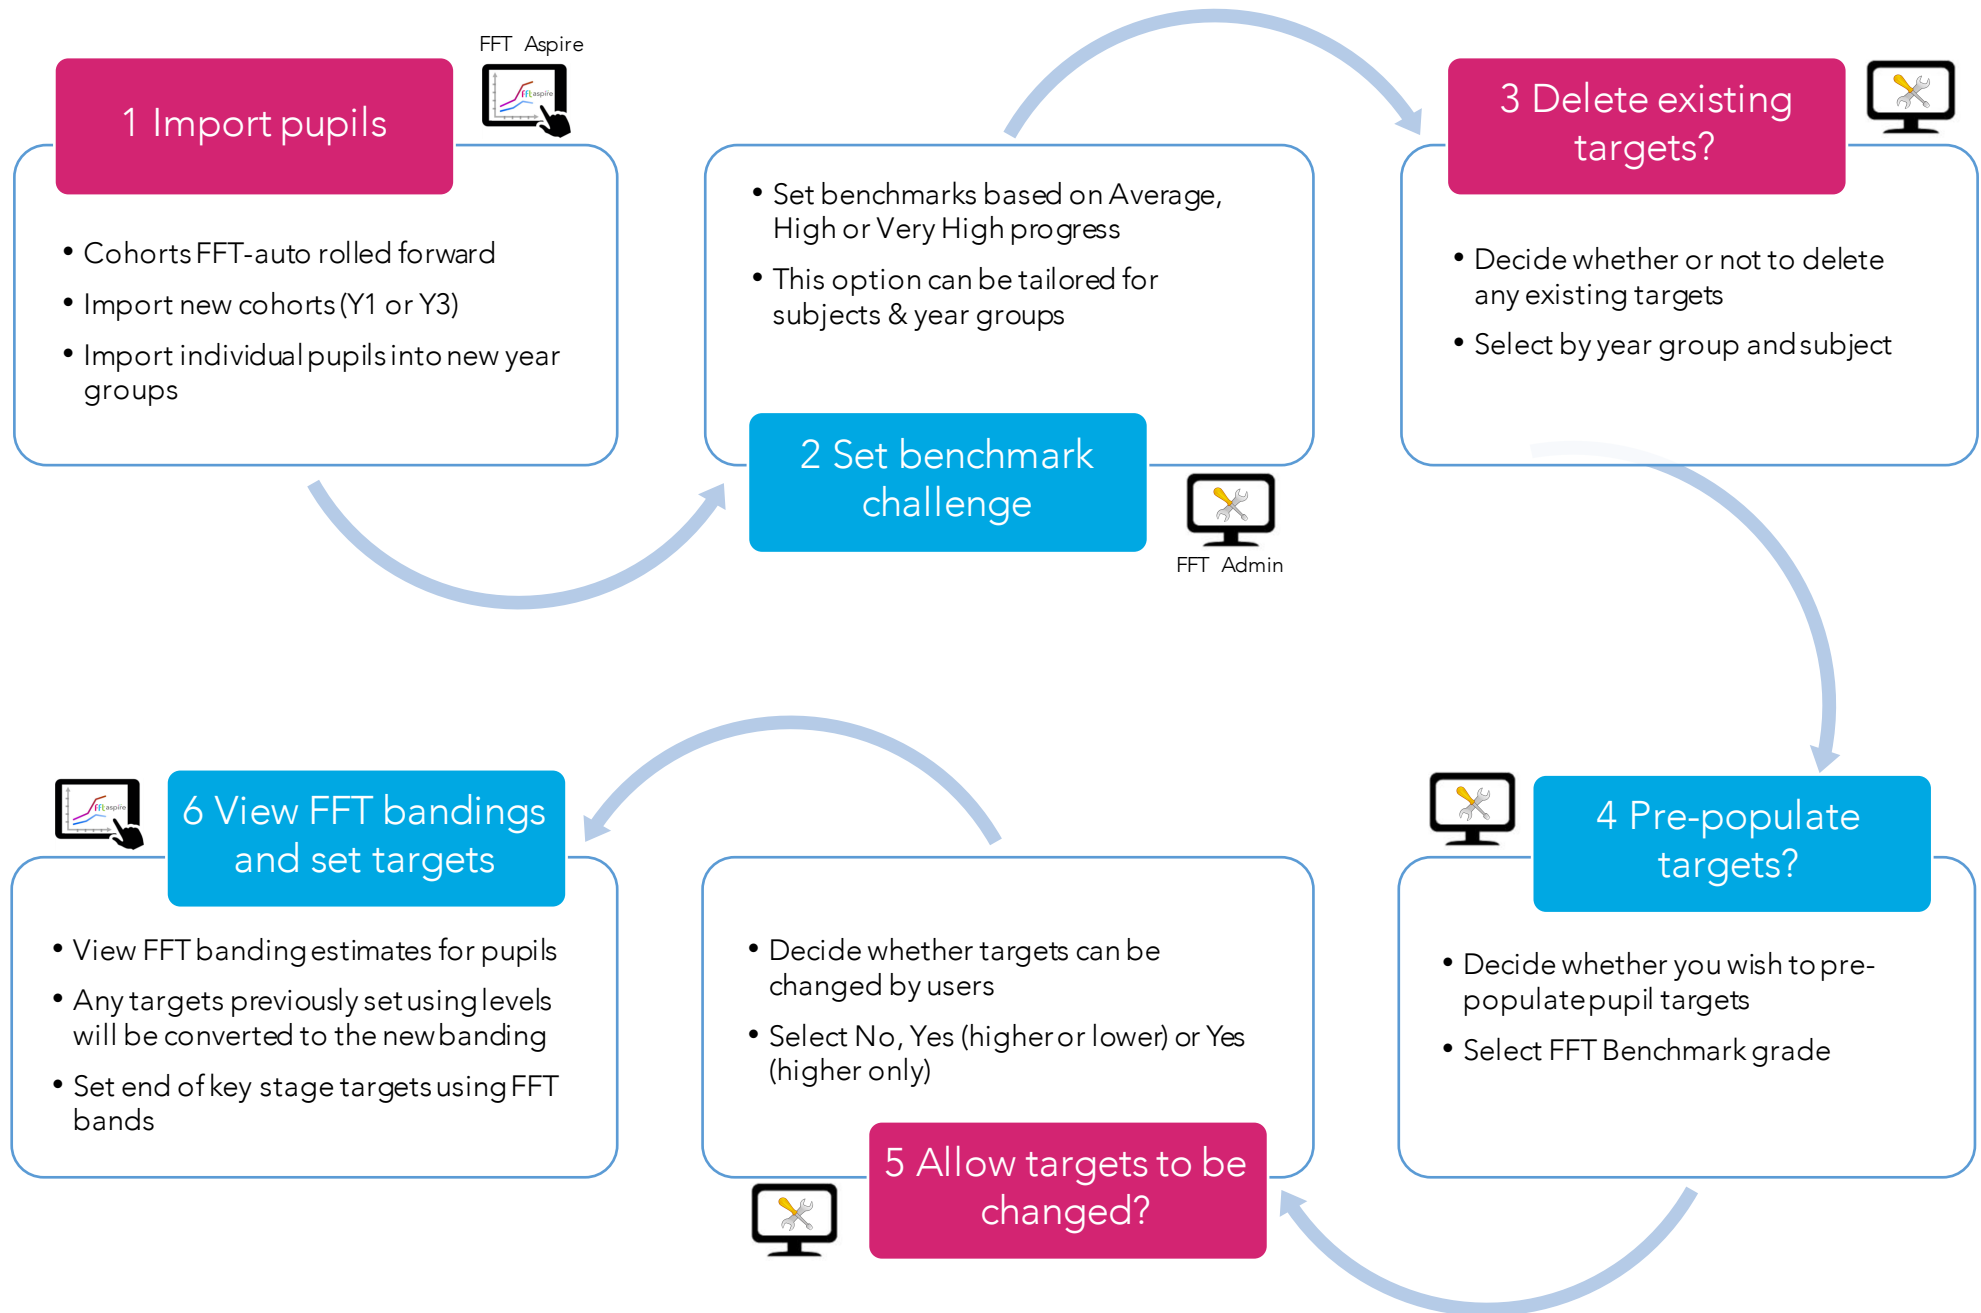 FFT Aspire
fft aspire
1 Import pupils
• Cohorts FFT-auto rolled forward
• Import new cohorts (Y1 or Y3)
• Import individual pupils into new year
groups
• Set benchmarks based on Average,
High or Very High progress
• This option can be tailored for
subjects & year groups
2 Set benchmark
challenge
FFT Admin
3 Delete existing
targets?
• Decide whether or not to delete
any existing targets
• Select by year group and subject
4 Pre-populate
targets?
• Decide whether you wish to pre-
populate pupil targets
• Select FFT Benchmark grade
• Decide whether targets can be
changed by users
• Select No, Yes (higher or lower) or Yes
(higher only)
5 Allow targets to be
changed?
fft aspire
6 View FFT bandings
and set targets
• View FFT banding estimates for pupils
• Any targets previously set using levels
will be converted to the new banding
• Set end of key stage targets using FFT
bands